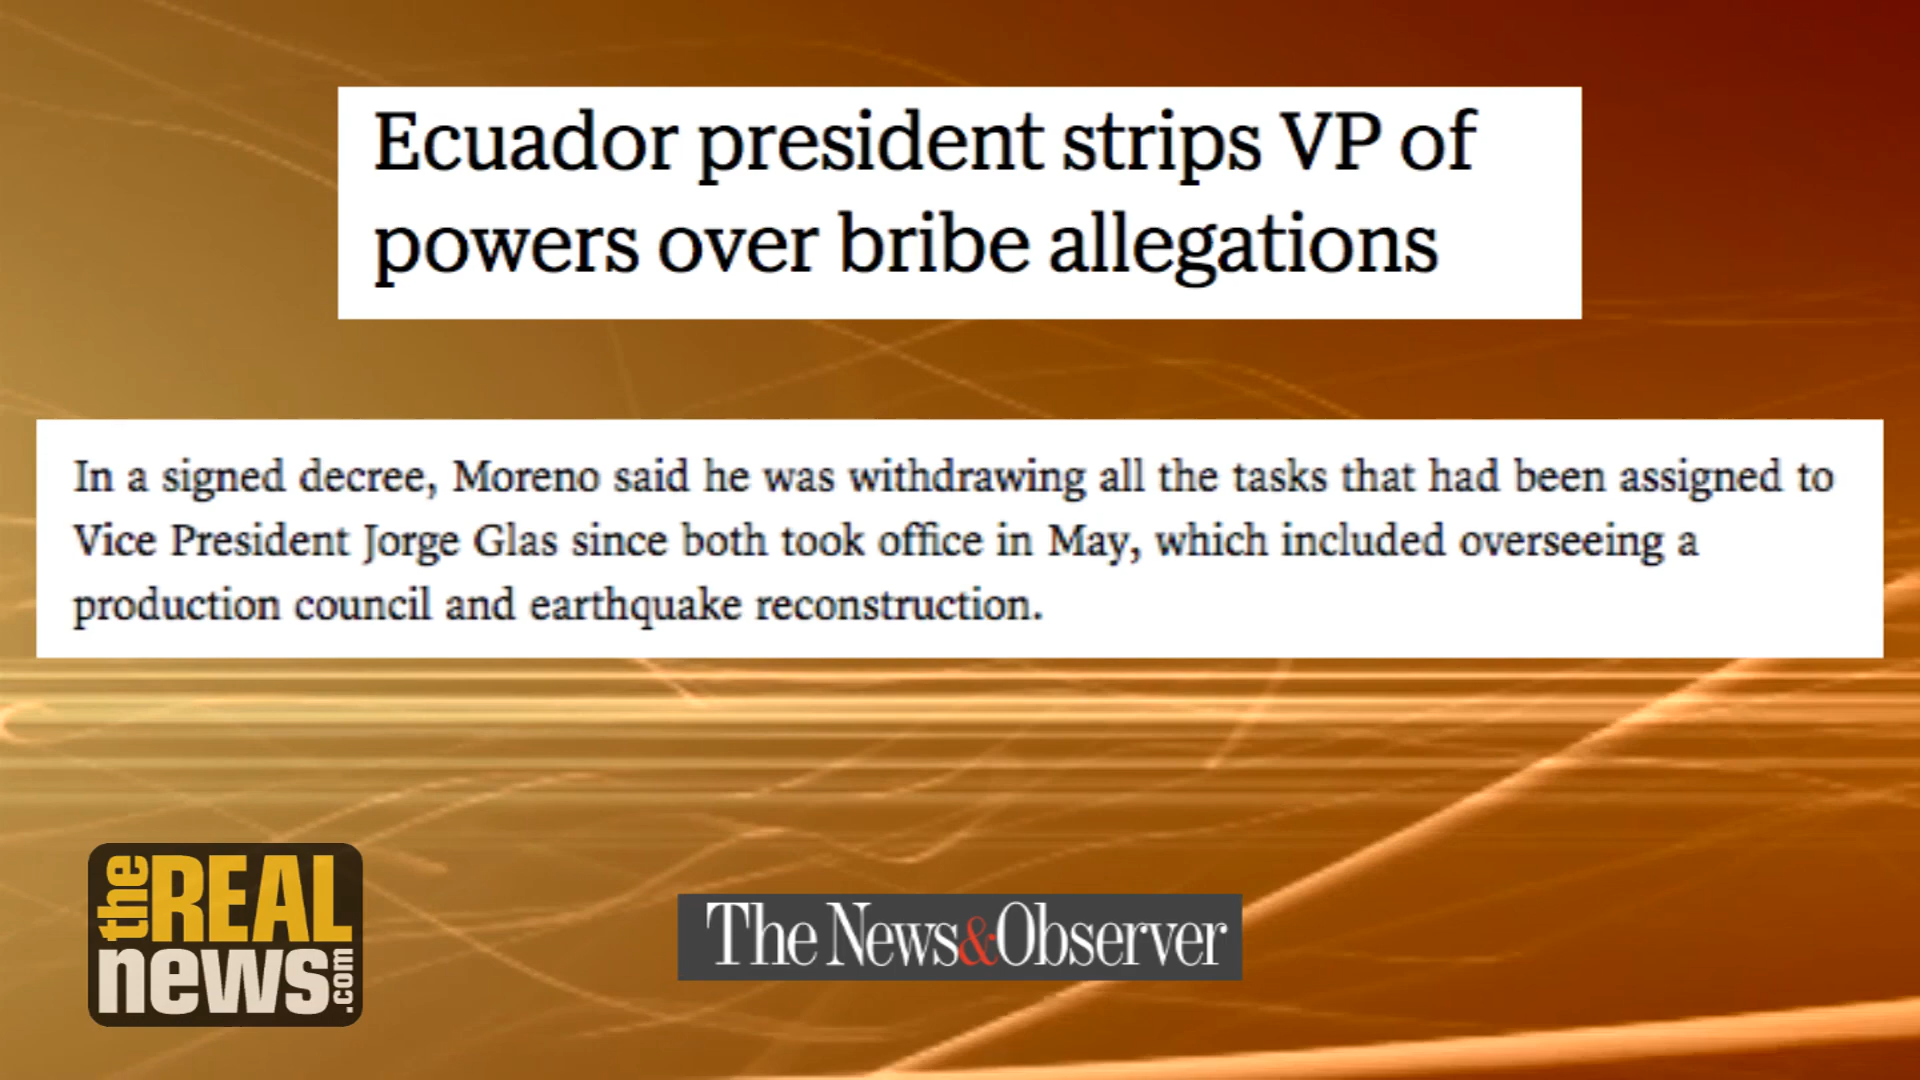 Ecuador president strips VP of
powers over bribe allegations
In a signed decree, Moreno said he was withdrawing all the tasks that had been assigned to
Vice President Jorge Glas since both took office in May, which included overseeing a
production council and earthquake reconstruction.
the REAL
news.com
The News&Observer